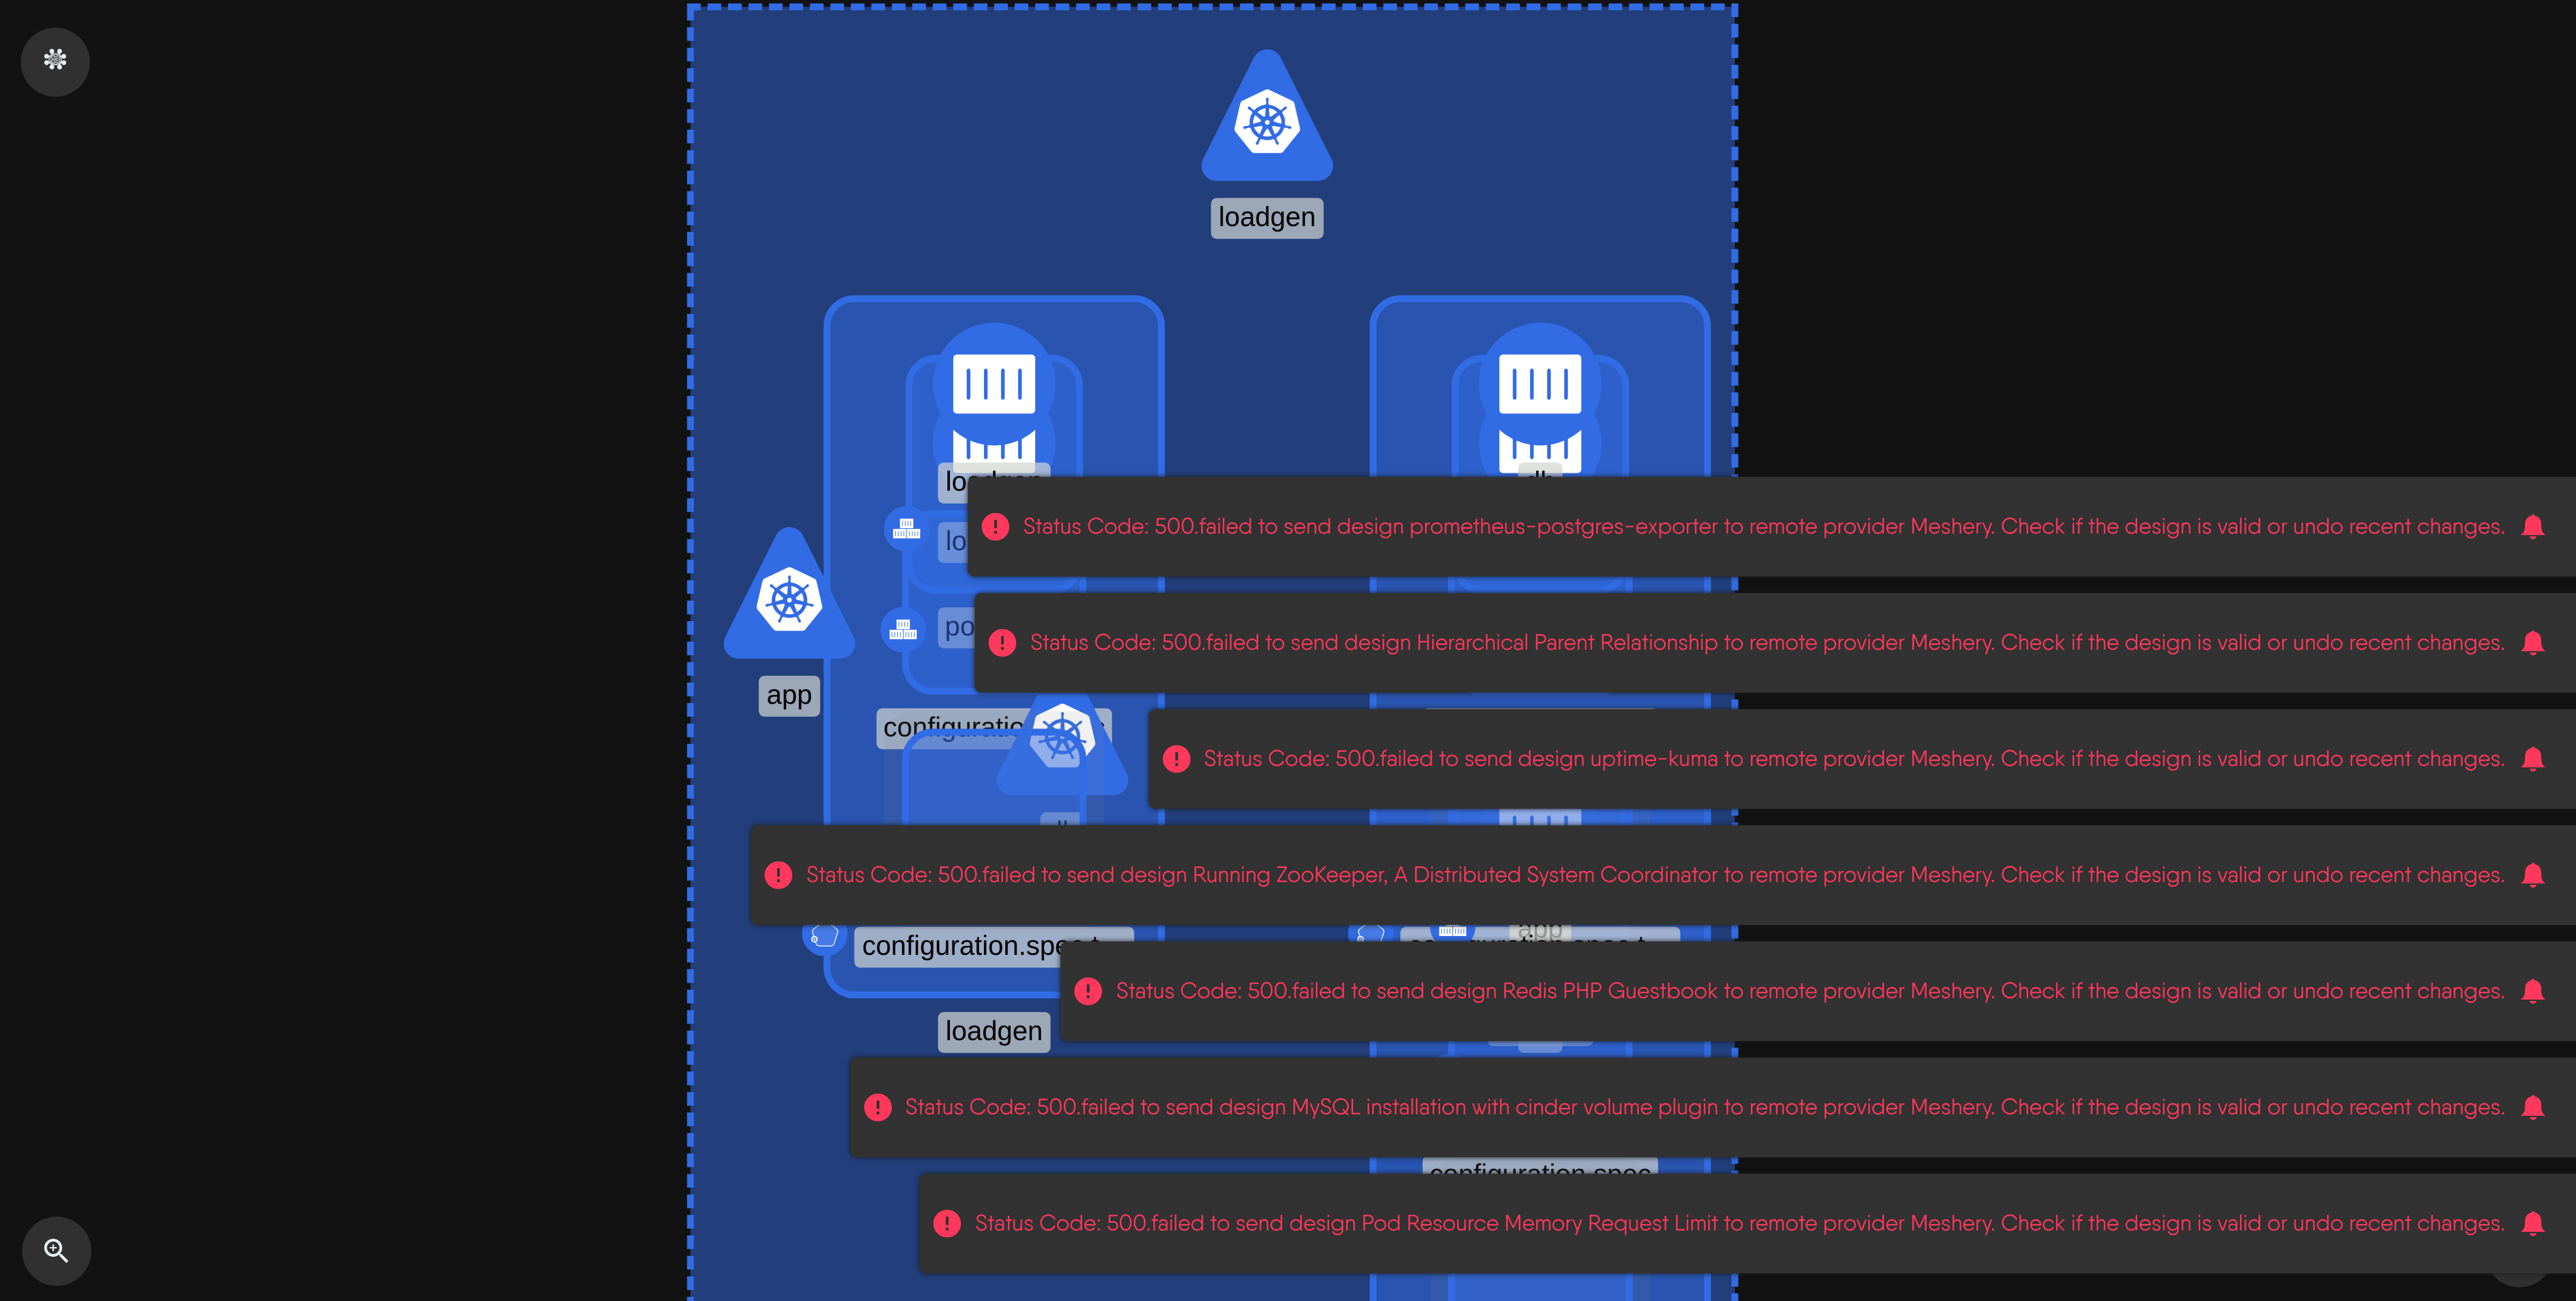 loadgen
Status Code: 500.failed to send design prometheus-postgres-exporter to remote provider Meshery. Check if the design is valid or undo recent changes.
Status Code: 500.failed to send design Hierarchical Parent Relationship to remote provider Meshery. Check if the design is valid or undo recent changes.
app
Status Code: 500.failed to send design uptime-kuma to remote provider Meshery. Check if the design is valid or undo recent changes.
Status Code: 500.failed to send design Running ZooKeeper, A Distributed System Coordinator to remote provider Meshery. Check if the design is valid or undo recent changes.
app
configuration.spec.t
Status Code: 500.failed to send design Redis PHP Guestbook to remote provider Meshery. Check if the design is valid or undo recent changes.
loadgen
Status Code: 500.failed to send design MySQL installation with cinder volume plugin to remote provider Meshery. Check if the design is valid or undo recent changes.
configuration.spec
Status Code: 500.failed to send design Pod Resource Memory Request Limit to remote provider Meshery. Check if the design is valid or undo recent changes.